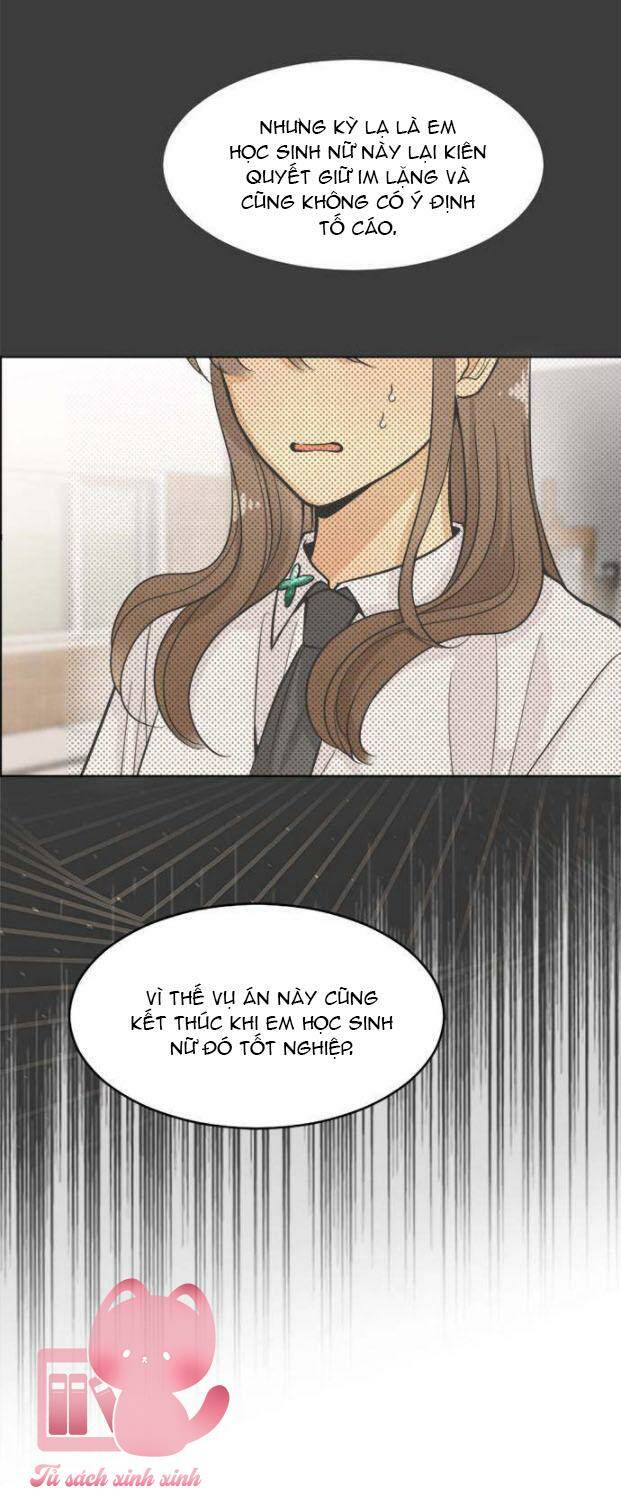 NHƯNG KỲ LẠ LÀ EM
HỌC SINH NỮ NÀY LẠI KIÊN
QUYẾT GIỮ IM LẶNG VÀ
CŨNG KHÔNG CÓ Ý ĐỊNH
TỐ CÁO.
VÌ THẾ VỤ ÁN NÀY CŨNG
KẾT THÚC KHI EM HỌC SINH
NỮ ĐÓ TỐT NGHIỆP.
Tủ sách xinh xinh